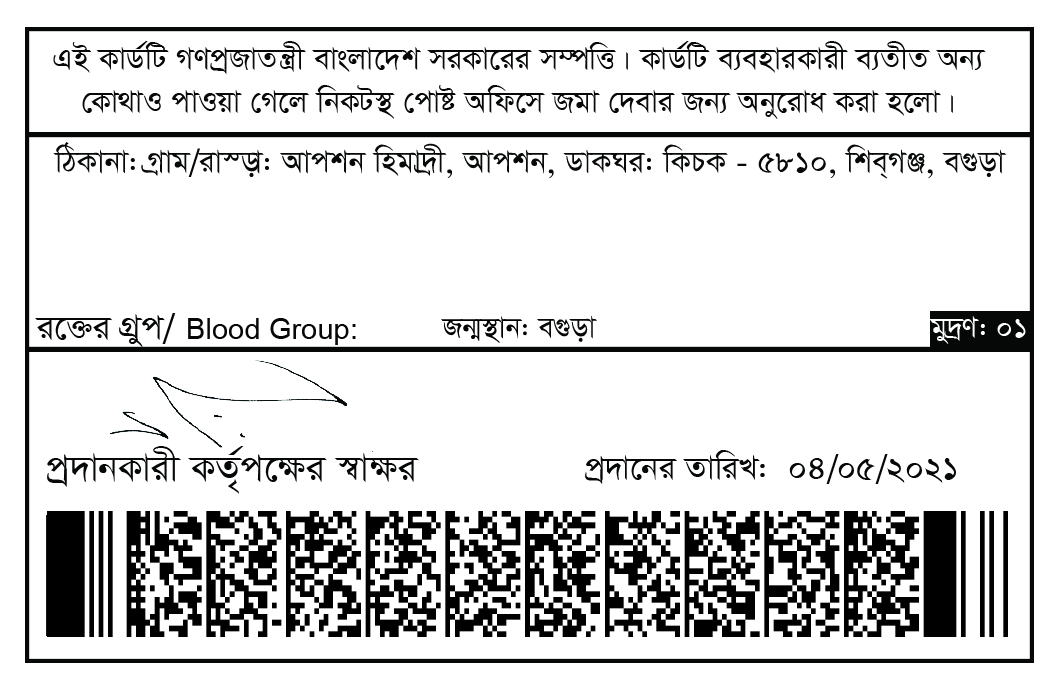 এই কার্ডটি গণপ্রজাতন্ত্রী বাংলাদেশ সরকারের সম্পত্তি। কার্ডটি ব্যবহারকারী ব্যতীত অন্য
কোথাও পাওয়া গেলে নিকটস্থ পোষ্ট অফিসে জমা দেবার জন্য অনুরোধ করা হলো।
ঠিকানা: গ্রাম/রাস্ড়া: আপশন হিমাদ্রী, আপশন, ডাকঘর: কিচক - ৫৮১০, শিব্গঞ্জ, বগুড়া
রক্তের গ্রুপ/ Blood Group: জন্মস্থান: বগুড়া মুদ্রণ: ০১
প্রদানকারী কর্তৃপক্ষের স্বাক্ষর প্রদানের তারিখ: ০৪/০৫/২০২১